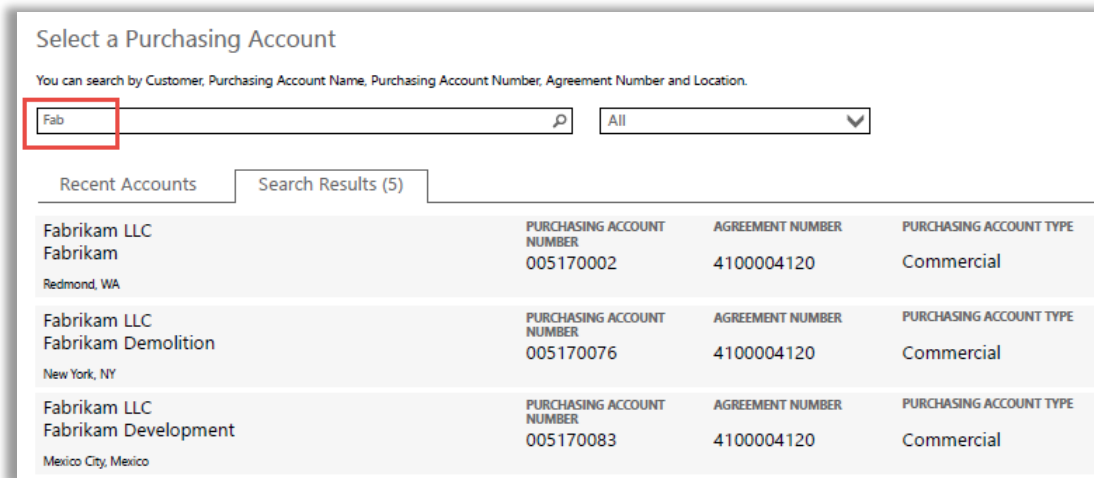 Select a Purchasing Account
You can search by Customer, Purchasing Account Name, Purchasing Account Number, Agreement Number and Location.
Fab
All
Recent Accounts
Search Results (5)
Fabrikam LLC
Fabrikam
Redmond, WA
PURCHASING ACCOUNT
NUMBER
005170002
AGREEMENT NUMBER
4100004120
PURCHASING ACCOUNT TYPE
Commercial
Fabrikam LLC
Fabrikam Demolition
New York, NY
PURCHASING ACCOUNT
NUMBER
005170076
AGREEMENT NUMBER
4100004120
PURCHASING ACCOUNT TYPE
Commercial
Fabrikam LLC
Fabrikam Development
Mexico City, Mexico
PURCHASING ACCOUNT
NUMBER
005170083
AGREEMENT NUMBER
4100004120
PURCHASING ACCOUNT TYPE
Commercial